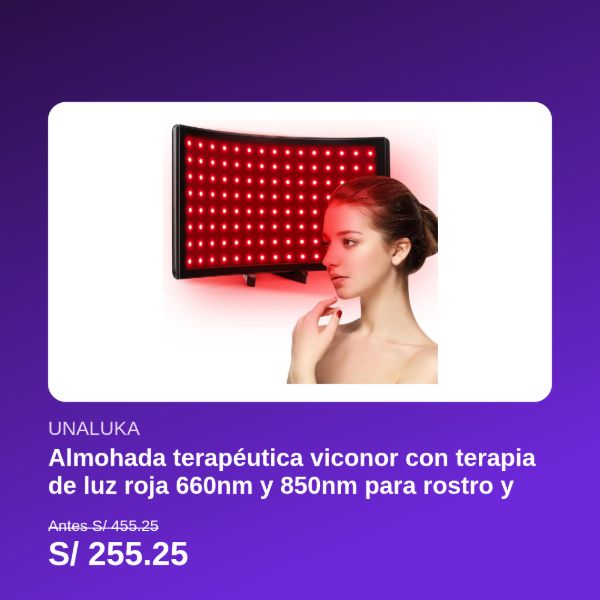 UNALUKA
Almohada terapéutica viconor con terapia
de luz roja 660nm y 850nm para rostro y
Antes S/ 455.25
S/ 255.25